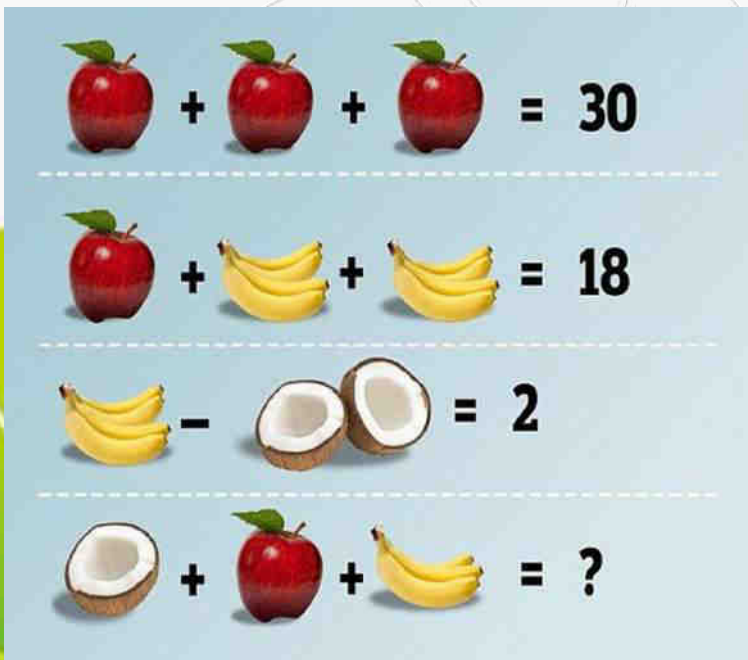 + + = 30
+ + = 18
− = 2
+ + = ?